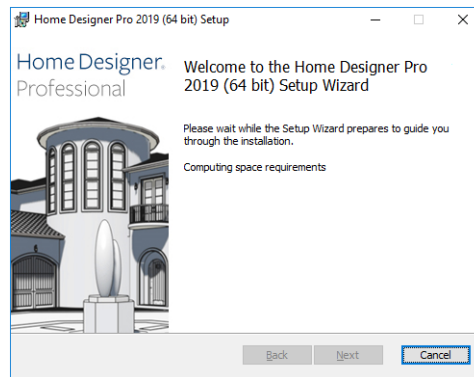 Home Designer Pro 2019 (64 bit) Setup
Home Designer.
Professional
Welcome to the Home Designer Pro
2019 (64 bit) Setup Wizard
Please wait while the Setup Wizard prepares to guide you
through the installation.
Computing space requirements
Back
Next
Cancel